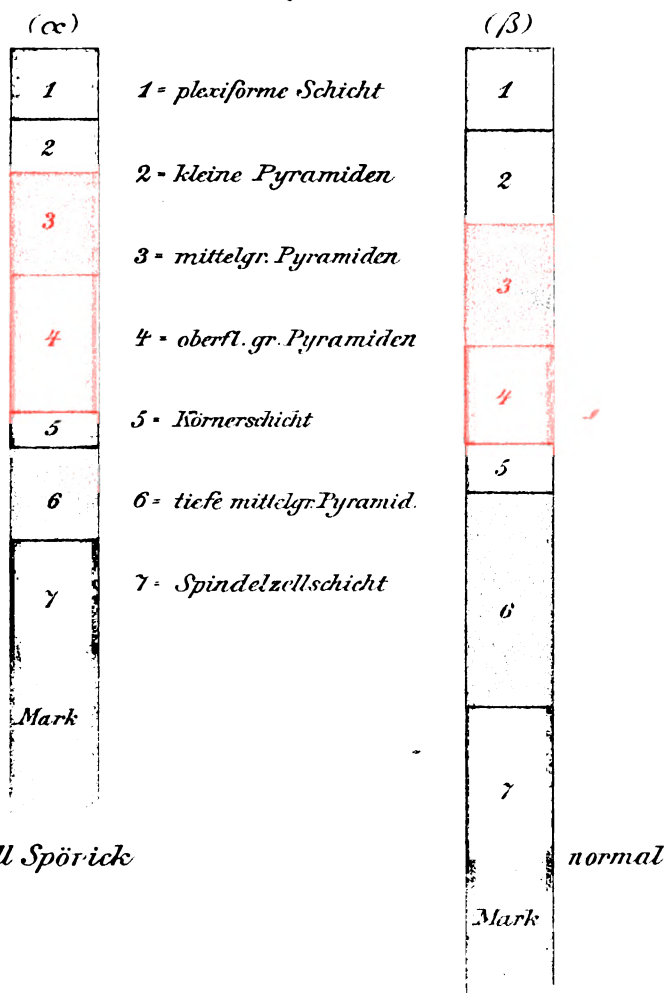 (α)
1
2
3
4
5
6
7
Mark
1 = plexiforme Schicht
2 = kleine Pyramiden
3 = mittelgr. Pyramiden
4 = oberfl. gr. Pyramiden
5 = Körnerschicht
6 = tiefe mittelgr. Pyramid.
7 = Spindelzellschicht
Spörick
(β)
1
2
3
4
5
6
7
Mark
normal